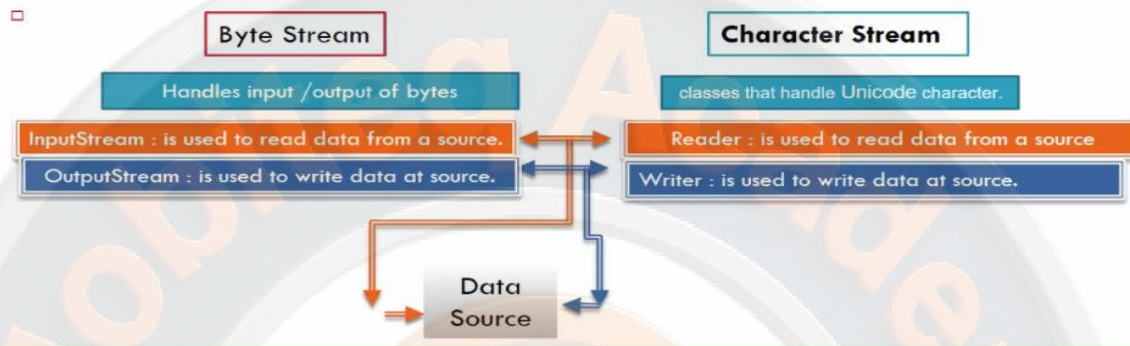 Byte Stream
Character Stream
Handles input /output of bytes
classes that handle Unicode character.
InputStream : is used to read data from a source.
Reader : is used to read data from a source
OutputStream : is used to write data at source.
Writer : is used to write data at source.
Data
Source